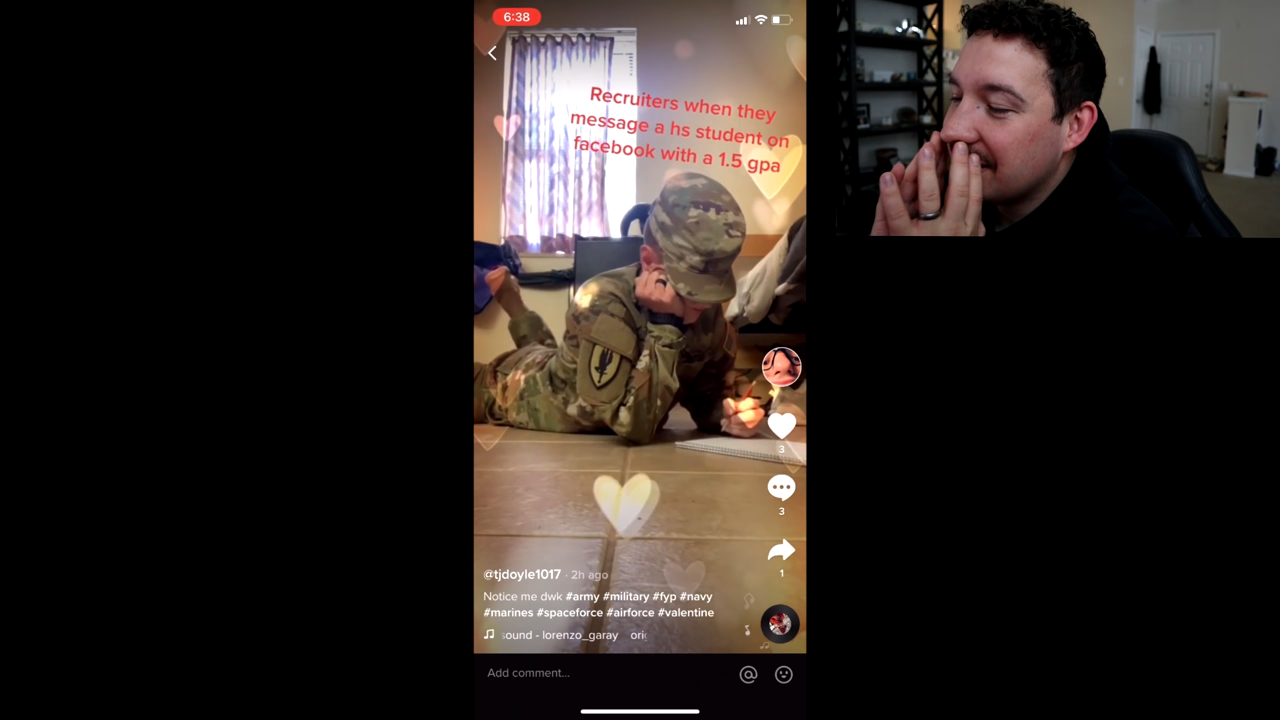 6:38
Recruiters when they
message a hs student on
facebook with a 1.5 gpa
3
3
1
@tjdoyle1017 · 2h ago
Notice me dwk #army #military #fyp #navy
#marines #spaceforce #airforce #valentine
sound - lorenzo_garay ori
Add comment...